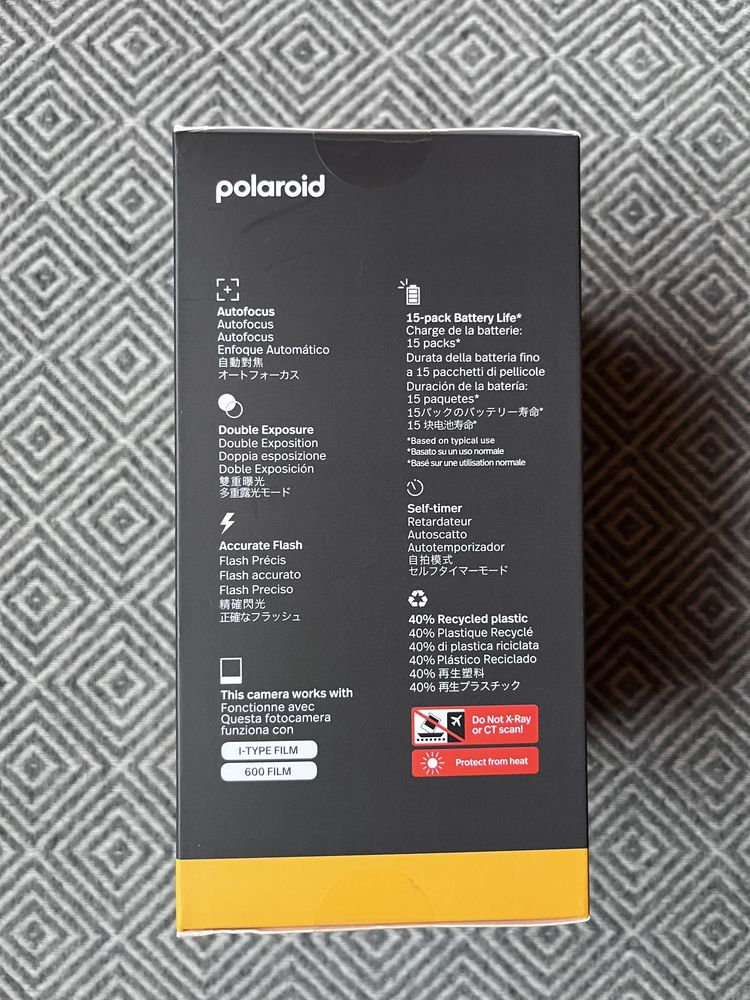 polaroid
Autofocus
Autofocus
Autofocus
Enfoque Automático
自動對焦
オートフォーカス
Double Exposure
Double Exposition
Doppia esposizione
Doble Exposición
雙重曝光
多重露光モード
Accurate Flash
Flash Précis
Flash accurato
Flash Preciso
精確閃光
正確なフラッシュ
This camera works with
Fonctionne avec
Questa fotocamera
funziona con
I-TYPE FILM
600 FILM
15-pack Battery Life*
Charge de la batterie:
15 packs*
Durata della batteria fino
a 15 pacchetti di pellicole
Duración de la batería:
15 paquetes*
15パックのバッテリー寿命*
15 块电池寿命*
*Based on typical use
*Basato su un uso normale
*Basé sur une utilisation normale
Self-timer
Retardateur
Autoscatto
Autotemporizador
自拍模式
セルフタイマーモード
40% Recycled plastic
40% Plastique Recyclé
40% di plastica riciclata
40% Plástico Reciclado
40% 再生塑料
40% 再生プラスチック
Do Not X-Ray
or CT scan!
Protect from heat